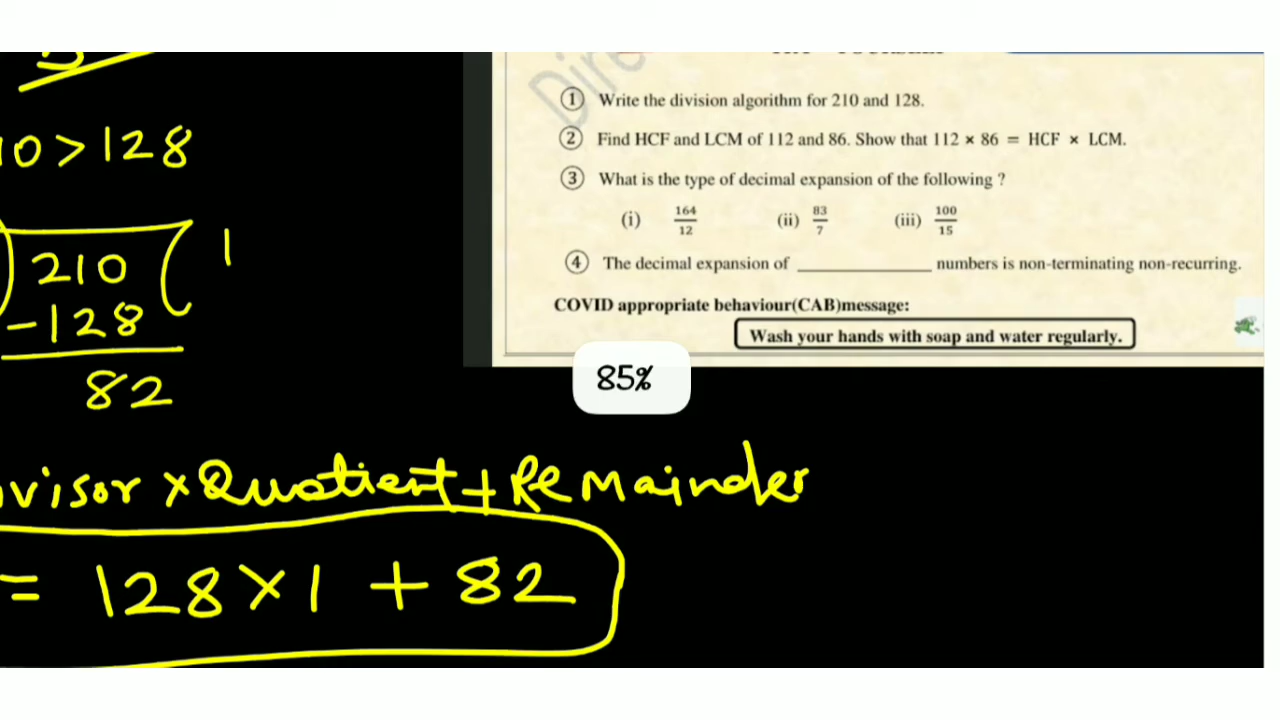 10 > 128
210 ( 1
-128
82
visor × Quotient + Remainder
= 128 × 1 + 82
Dire
① Write the division algorithm for 210 and 128.
② Find HCF and LCM of 112 and 86. Show that 112 × 86 = HCF × LCM.
③ What is the type of decimal expansion of the following ?
(i) 164/12 (ii) 83/7 (iii) 100/15
④ The decimal expansion of ____________ numbers is non-terminating non-recurring.
COVID appropriate behaviour(CAB)message:
Wash your hands with soap and water regularly.
85%